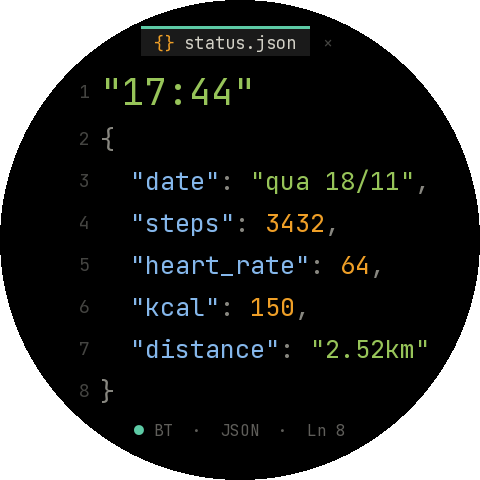 {} status.json ×
1 "17:44"
2 {
3 "date": "qua 18/11",
4 "steps": 3432,
5 "heart_rate": 64,
6 "kcal": 150,
7 "distance": "2.52km"
8 }
BT · JSON · Ln 8